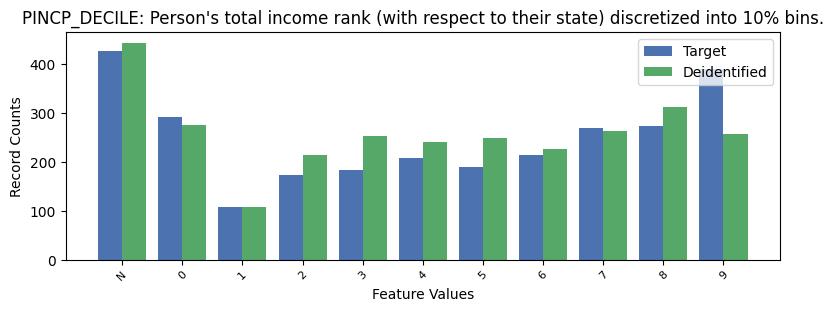 PINCP_DECILE: Person's total income rank (with respect to their state) discretized into 10% bins.
Target
Deidentified
Record Counts
400
300
200
100
0
N 0 1 2 3 4 5 6 7 8 9
Feature Values